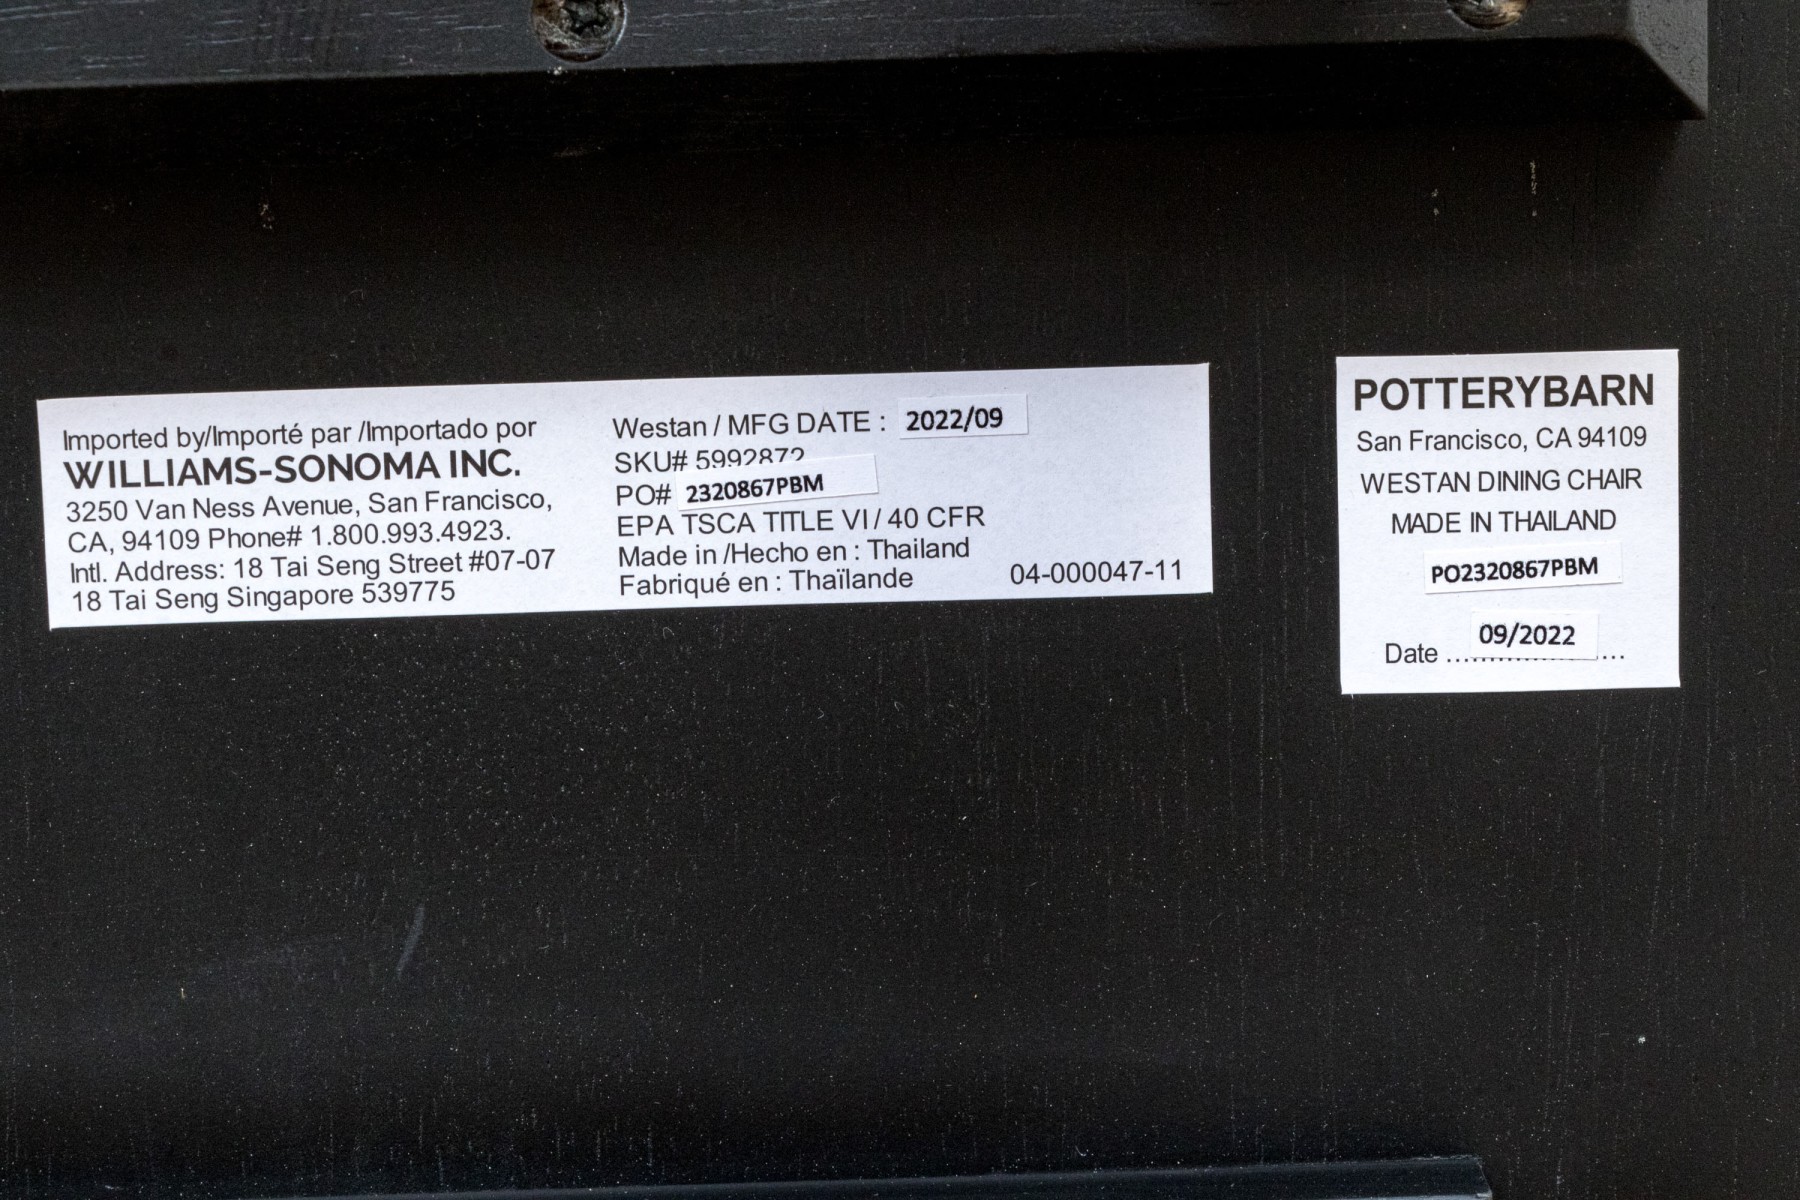 Imported by/Importé par /Importado por
WILLIAMS-SONOMA INC.
3250 Van Ness Avenue, San Francisco,
CA, 94109 Phone# 1.800.993.4923.
Intl. Address: 18 Tai Seng Street #07-07
18 Tai Seng Singapore 539775
Westan / MFG DATE : 2022/09
SKU# 5992872
PO# 2320867PBM
EPA TSCA TITLE VI / 40 CFR
Made in /Hecho en : Thailand
Fabriqué en : Thaïlande
04-000047-11
POTTERYBARN
San Francisco, CA 94109
WESTAN DINING CHAIR
MADE IN THAILAND
PO2320867PBM
09/2022
Date ........................